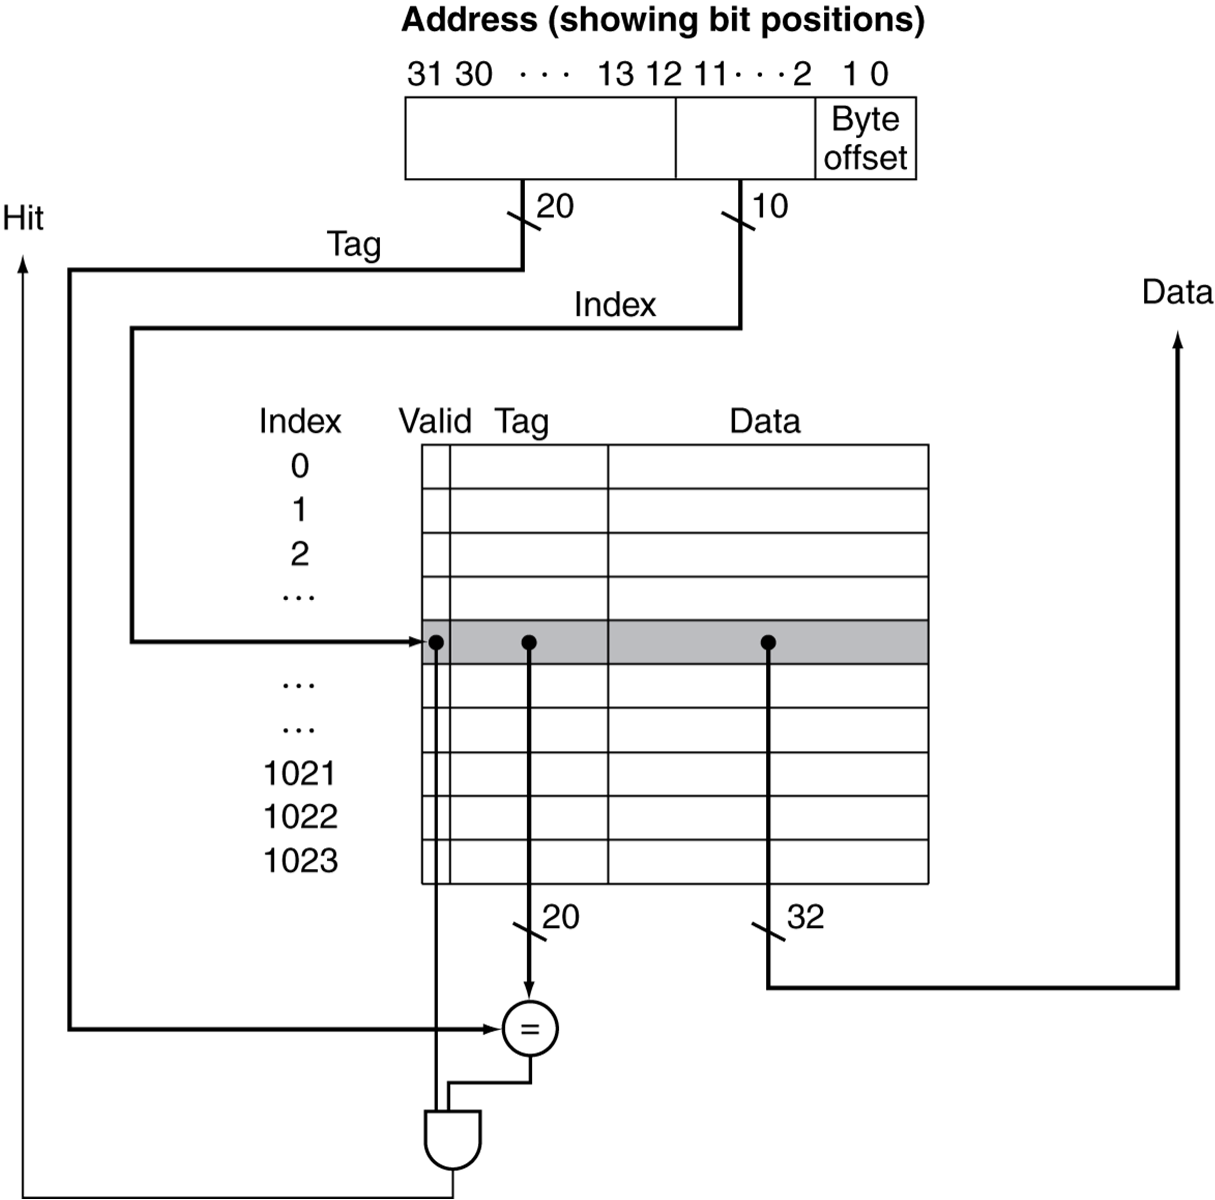 Address (showing bit positions)
31 30 · · · 13 12 11 · · · 2 1 0
Byte
offset
20
10
Hit
Tag
Index
Data
Index Valid Tag Data
0
1
2
...
...
...
1021
1022
1023
20
32
=